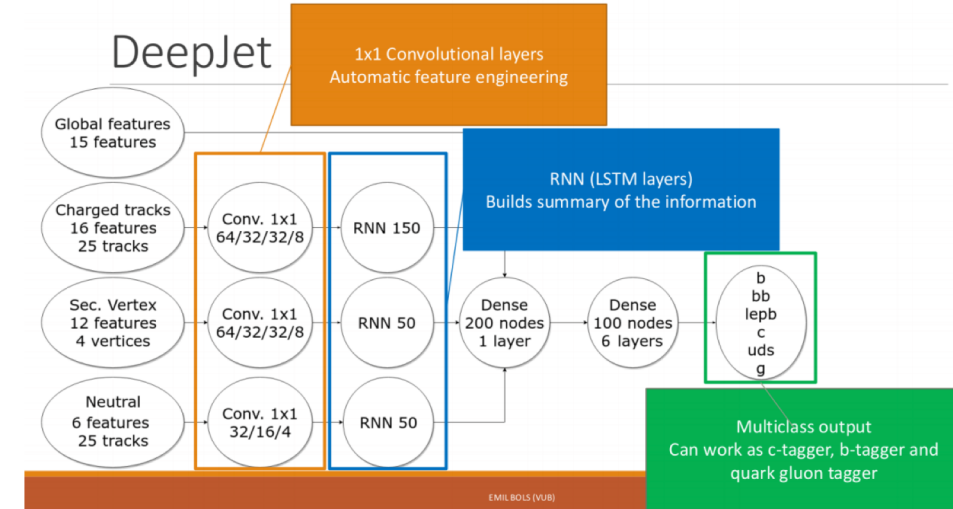 DeepJet
1x1 Convolutional layers
Automatic feature engineering
Global features
15 features
RNN (LSTM layers)
Builds summary of the information
Charged tracks
16 features
25 tracks
Conv. 1x1
64/32/32/8
RNN 150
Sec. Vertex
12 features
4 vertices
Conv. 1x1
64/32/32/8
RNN 50
Dense
200 nodes
1 layer
Dense
100 nodes
6 layers
b
bb
lepb
c
uds
g
Neutral
6 features
25 tracks
Conv. 1x1
32/16/4
RNN 50
Multiclass output
Can work as c-tagger, b-tagger and
quark gluon tagger
EMIL BOLS (VUB)